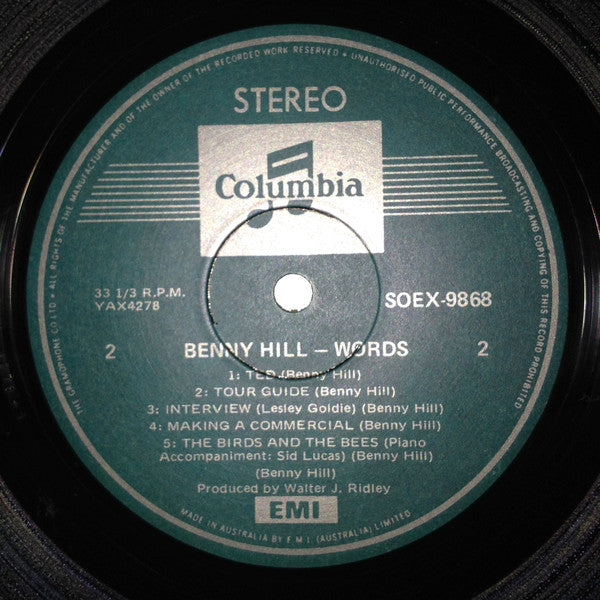 THE GRAMOPHONE CO LTD • ALL RIGHTS OF THE MANUFACTURER AND OF THE OWNER OF THE RECORDED WORK RESERVED • UNAUTHORISED PUBLIC PERFORMANCE BROADCASTING AND COPYING OF THIS RECORD PROHIBITED
STEREO
Columbia
33 1/3 R.P.M.
YAX4278
SOEX-9868
2 BENNY HILL – WORDS 2
1: TED (Benny Hill)
2: TOUR GUIDE (Benny Hill)
3: INTERVIEW (Lesley Goldie) (Benny Hill)
4: MAKING A COMMERCIAL (Benny Hill)
5: THE BIRDS AND THE BEES (Piano
Accompaniment: Sid Lucas) (Benny Hill)
(Benny Hill)
Produced by Walter J. Ridley
EMI
MADE IN AUSTRALIA BY E.M.I. (AUSTRALIA) LIMITED